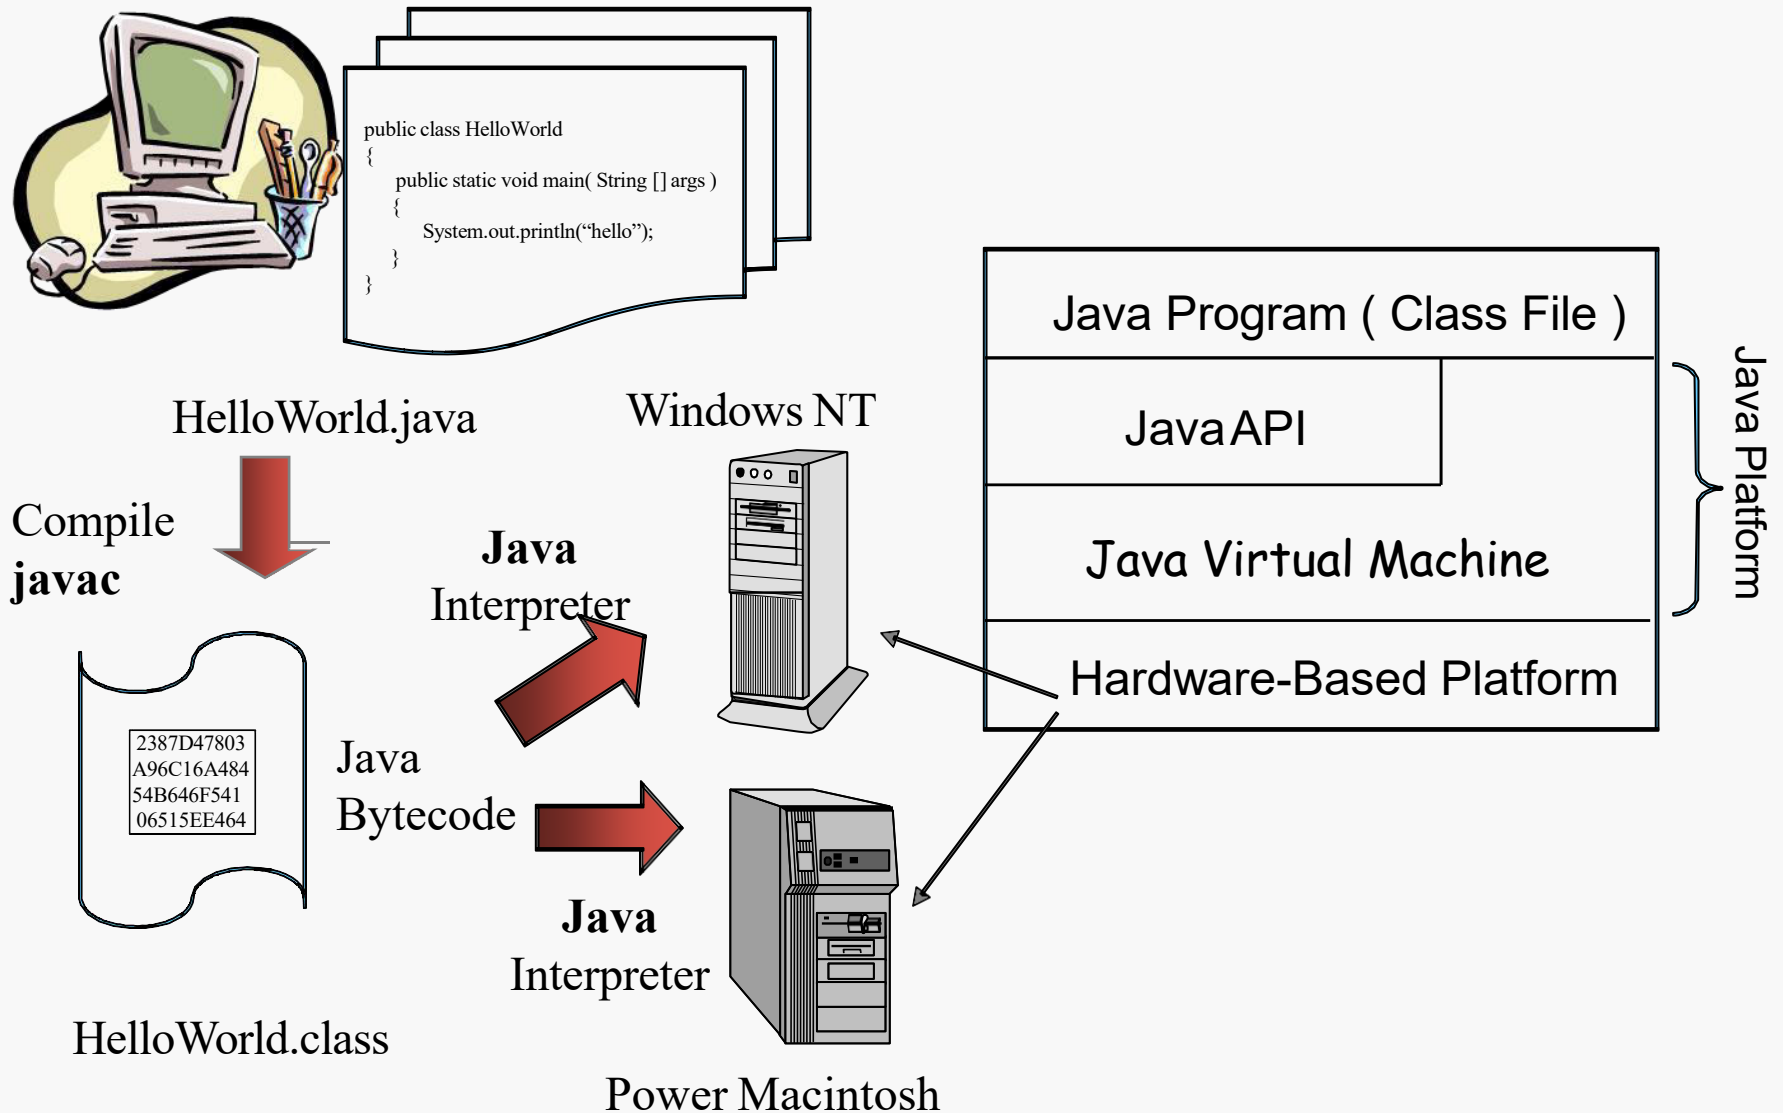 public class HelloWorld
{
public static void main( String [] args )
{
System.out.println(“hello”);
}
}
HelloWorld.java
Compile
javac
2387D47803
A96C16A484
54B646F541
06515EE464
Java
Bytecode
HelloWorld.class
Java
Interpreter
Windows NT
Java
Interpreter
Power Macintosh
Java Program ( Class File )
Java API
Java Virtual Machine
Hardware-Based Platform
Java Platform